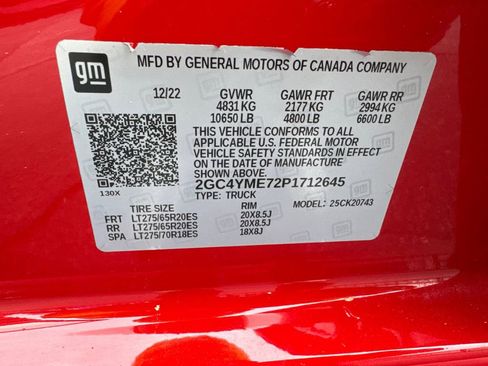 gm
MFD BY GENERAL MOTORS OF CANADA COMPANY
12/22 GVWR GAWR FRT GAWR RR
4831 KG 2177 KG 2994 KG
10650 LB 4800 LB 6600 LB
THIS VEHICLE CONFORMS TO ALL
APPLICABLE U.S. FEDERAL MOTOR
VEHICLE SAFETY STANDARDS IN EFFECT
ON THE DATE OF MANUFACTURE
SHOWN ABOVE.
130X 2GC4YME72P1712645
TYPE: TRUCK
TIRE SIZE RIM 25CK20743
FRT LT275/65R20ES 20X8.5J
RR LT275/65R20ES 20X8.5J
SPA LT275/70R18ES 18X8J